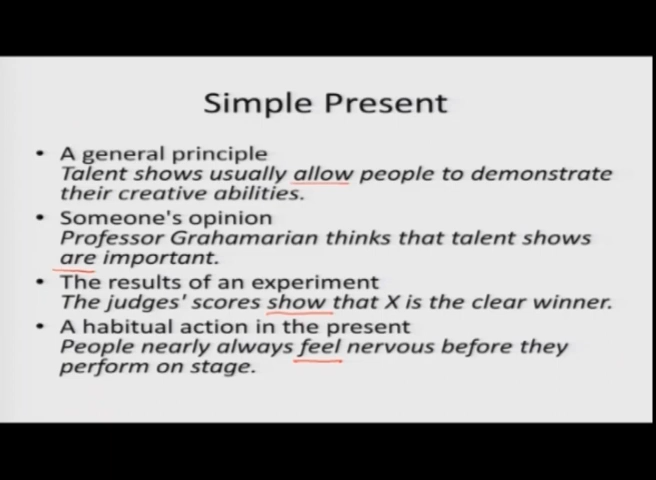 Simple Present
• A general principle
Talent shows usually allow people to demonstrate
their creative abilities.
• Someone's opinion
Professor Grahamarian thinks that talent shows
are important.
• The results of an experiment
The judges' scores show that X is the clear winner.
• A habitual action in the present
People nearly always feel nervous before they
perform on stage.